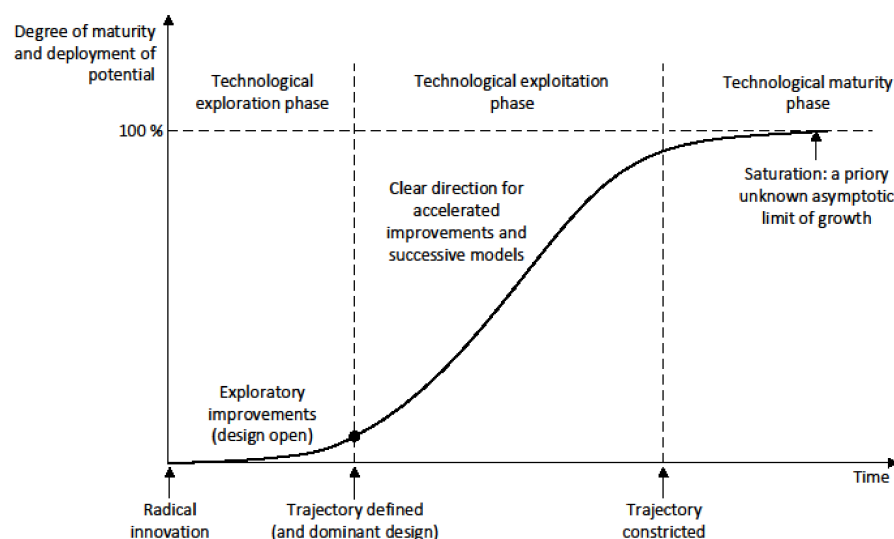 Degree of maturity
and deployment of
potential
Technological
exploration phase
Technological exploitation
phase
Technological maturity
phase
100 %
Clear direction for
accelerated
improvements and
successive models
Saturation: a priory
unknown asymptotic
limit of growth
Exploratory
improvements
(design open)
Time
Radical
innovation
Trajectory defined
(and dominant design)
Trajectory
constricted